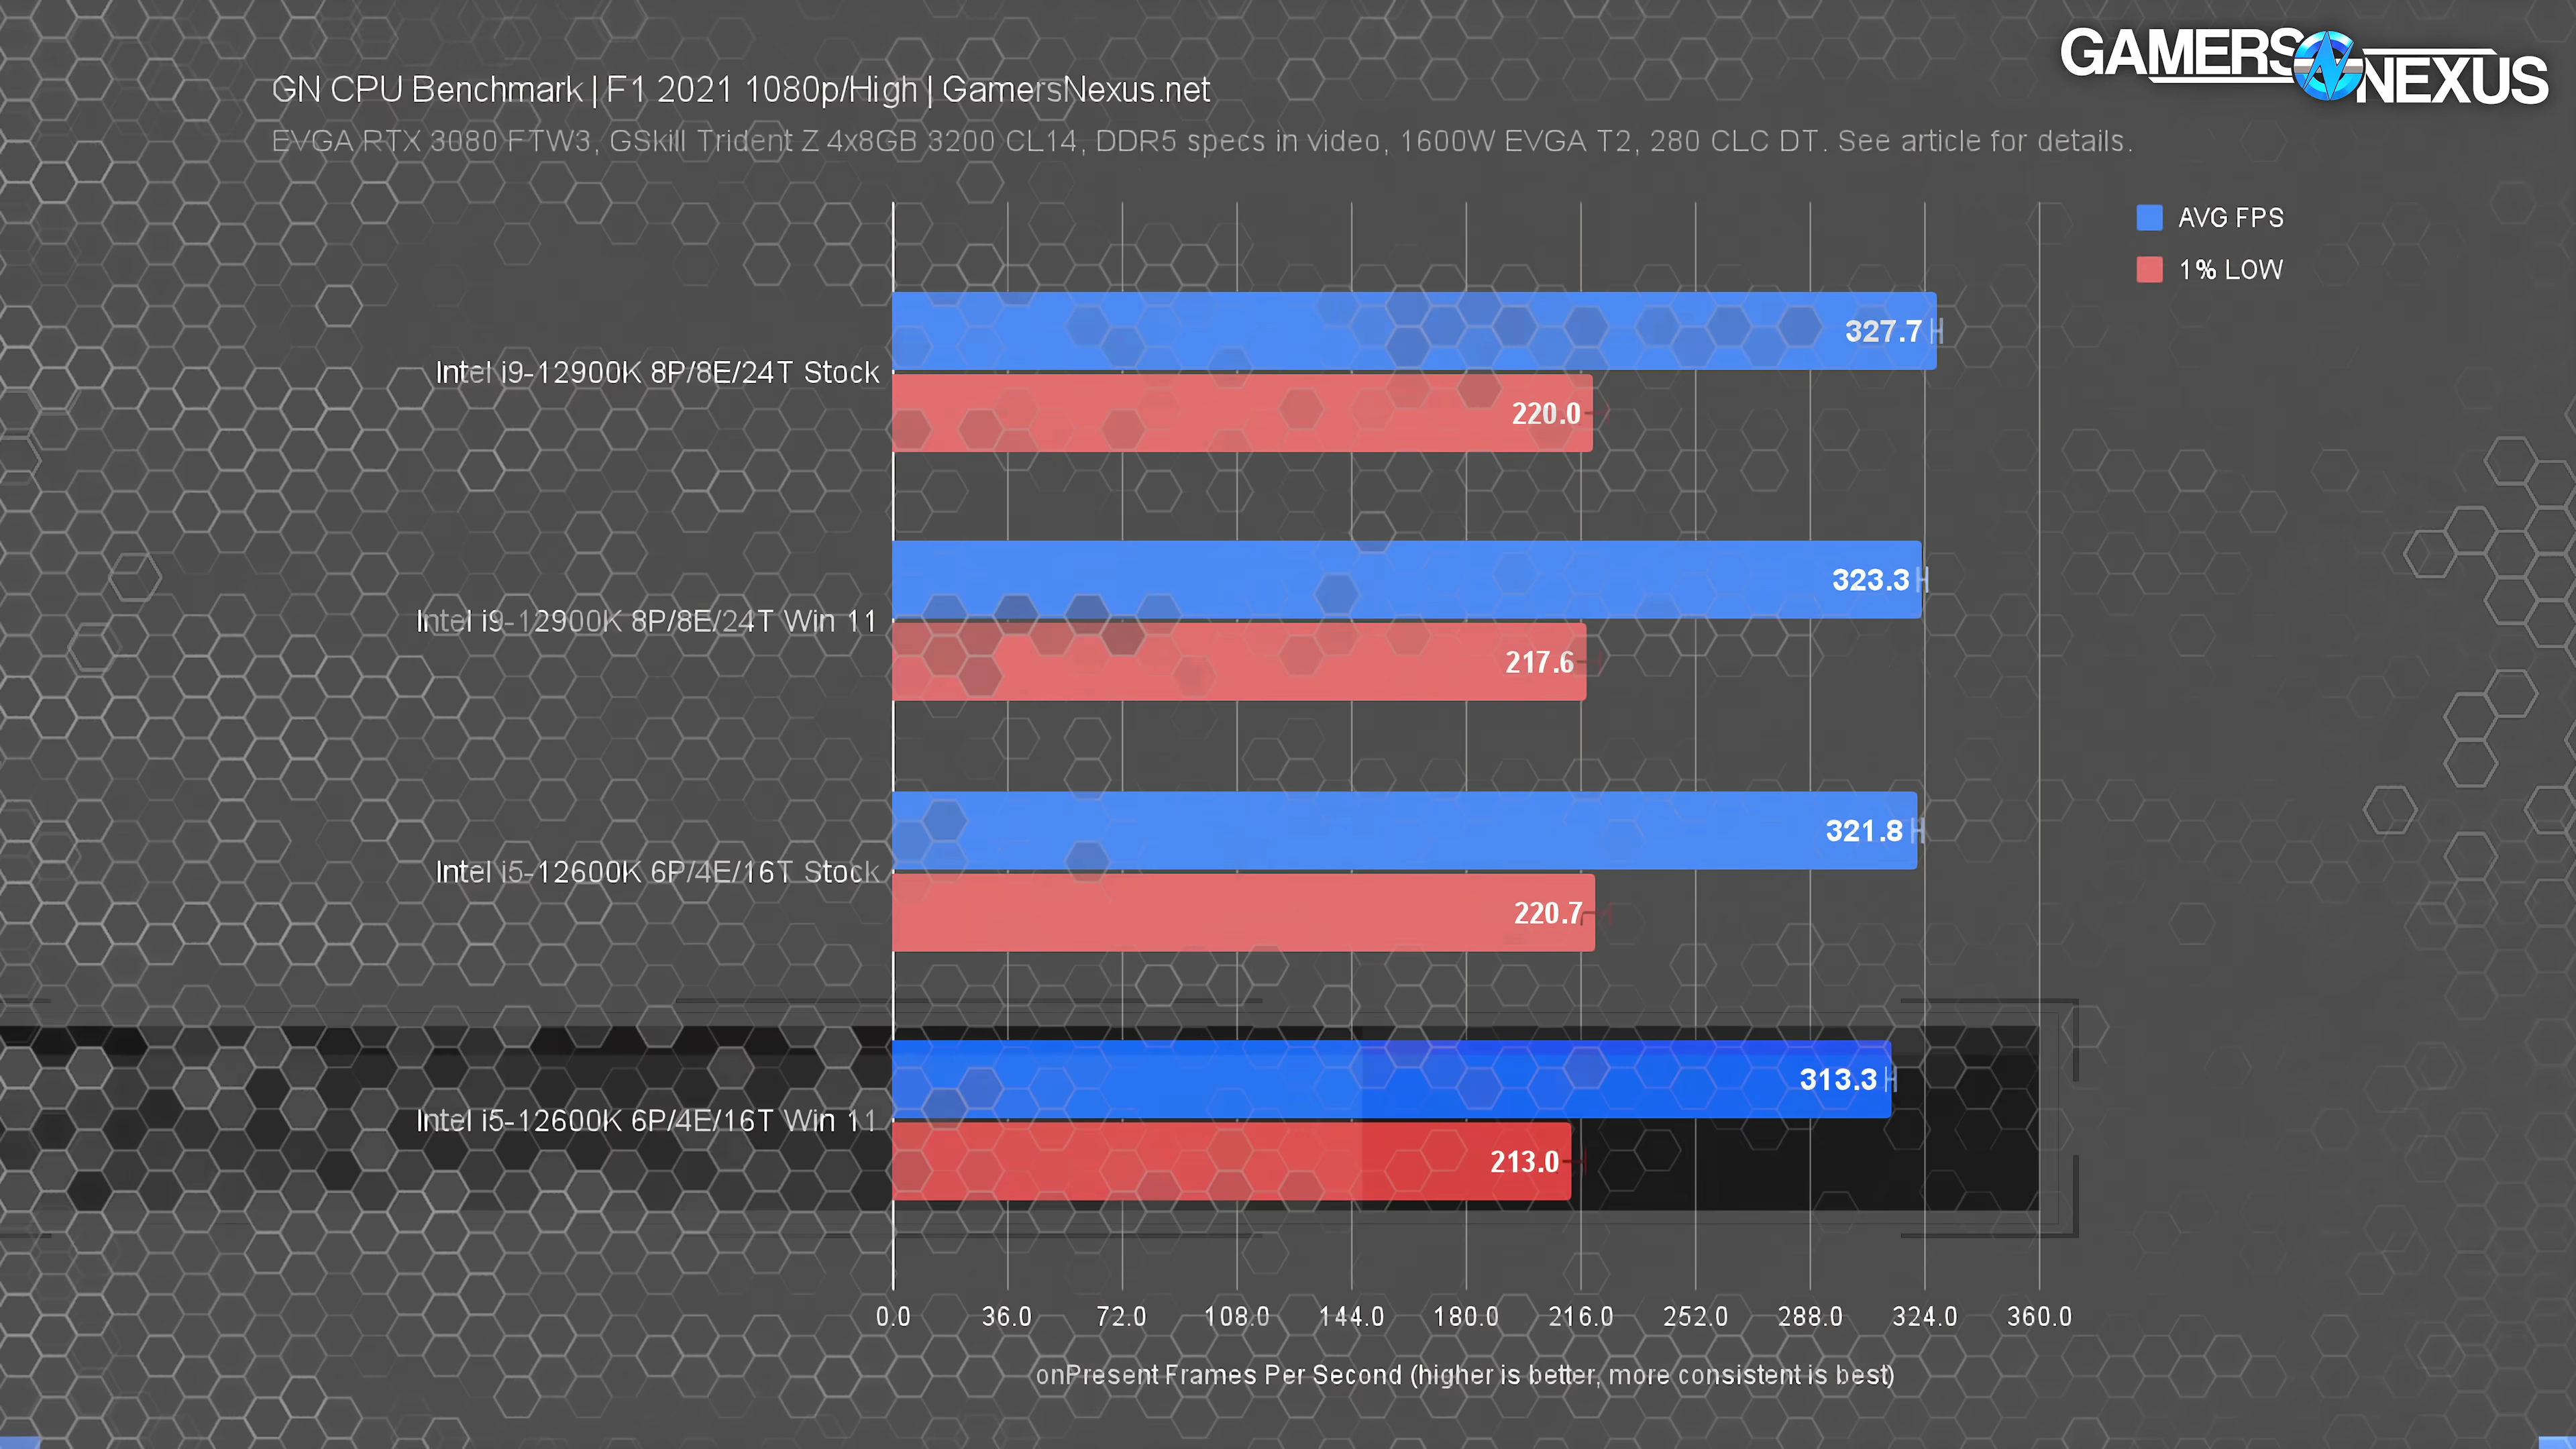 GAMERS NEXUS
GN CPU Benchmark | F1 2021 1080p/High | GamersNexus.net
EVGA RTX 3080 FTW3, GSkill Trident Z 4x8GB 3200 CL14, DDR5 specs in video, 1600W EVGA T2, 280 CLC DT. See article for details.
AVG FPS
1% LOW
Intel i9-12900K 8P/8E/24T Stock
327.7
220.0
Intel i9-12900K 8P/8E/24T Win 11
323.3
217.6
Intel i5-12600K 6P/4E/16T Stock
321.8
220.7
Intel i5-12600K 6P/4E/16T Win 11
313.3
213.0
0.0 36.0 72.0 108.0 144.0 180.0 216.0 252.0 288.0 324.0 360.0
onPresent Frames Per Second (higher is better, more consistent is best)